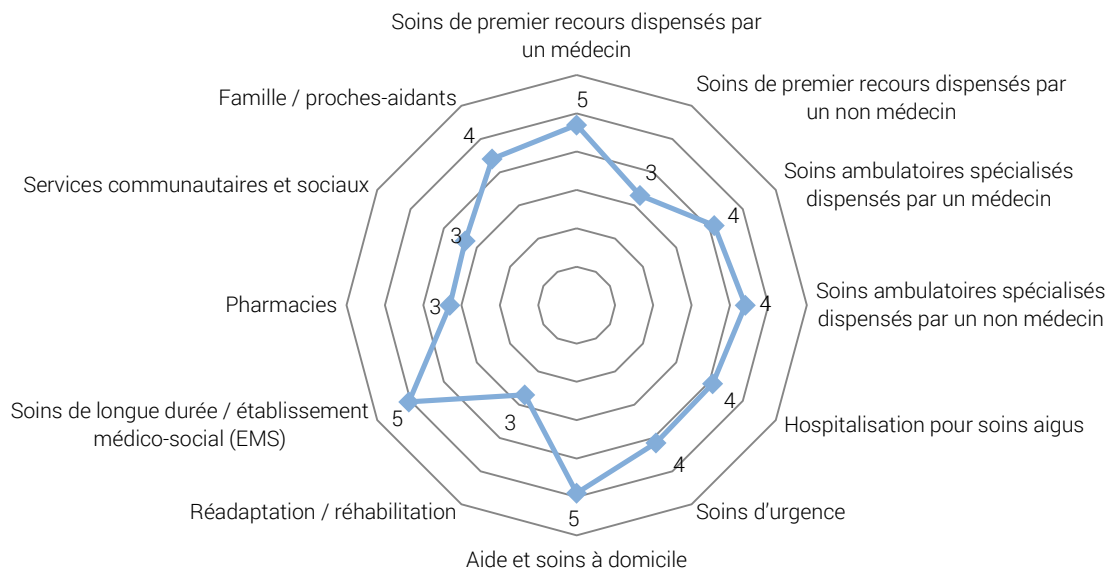 Soins de premier recours dispensés par
un médecin
5
Soins de premier recours dispensés par
un non médecin
3
Soins ambulatoires spécialisés
dispensés par un médecin
4
Soins ambulatoires spécialisés
dispensés par un non médecin
4
Hospitalisation pour soins aigus
4
Soins d'urgence
4
Aide et soins à domicile
5
Réadaptation / réhabilitation
3
Soins de longue durée / établissement
médico-social (EMS)
5
Pharmacies
3
Services communautaires et sociaux
3
Famille / proches-aidants
4